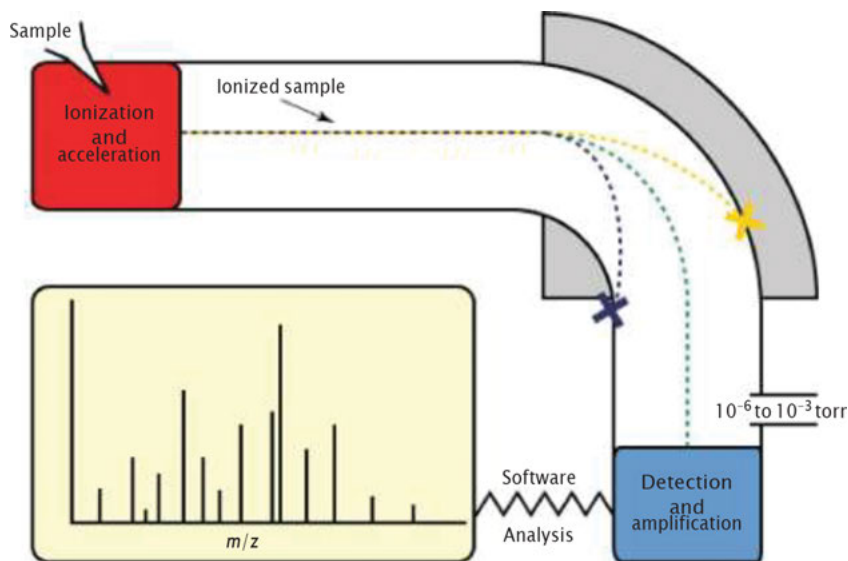 Sample
Ionization
and
acceleration
Ionized sample
10⁻⁶ to 10⁻³ torr
Software
Analysis
Detection
and
amplification
m/z